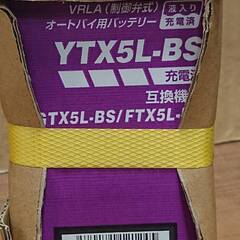 VRLA（制御弁式）
オートバイ用バッテリー
液入り
充電済
YTX5L-BS
充電済
互換機
GTX5L-BS/FTX5L-